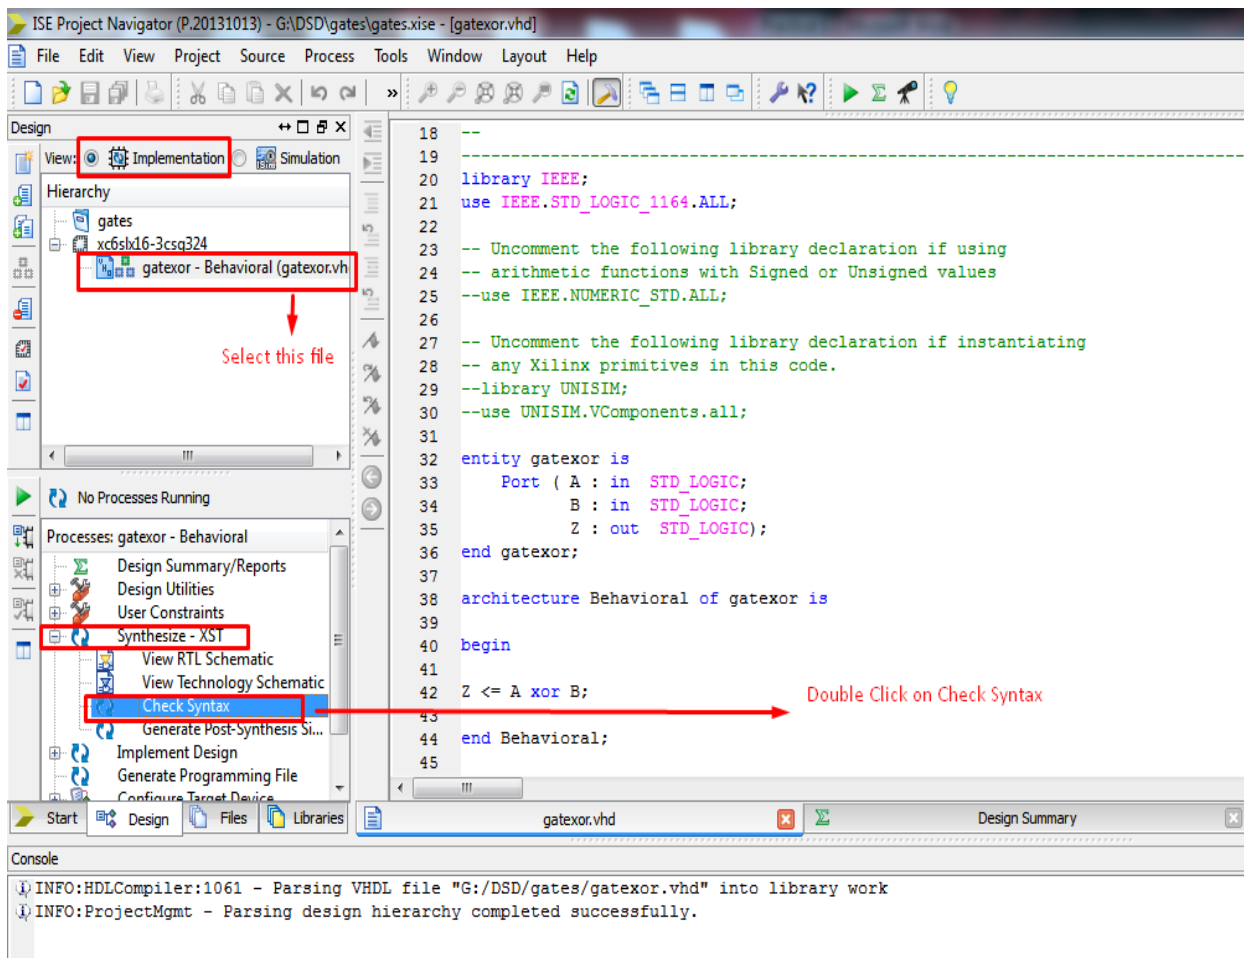 ISE Project Navigator (P.20131013) - G:\DSD\gates\gates.xise - [gatexor.vhd]
File Edit View Project Source Process Tools Window Layout Help
Design
View: Implementation Simulation
Hierarchy
gates
xc6slx16-3csg324
gatexor - Behavioral (gatexor.vh
Select this file
No Processes Running
Processes: gatexor - Behavioral
Design Summary/Reports
Design Utilities
User Constraints
Synthesize - XST
View RTL Schematic
View Technology Schematic
Check Syntax
Generate Post-Synthesis Si...
Implement Design
Generate Programming File
Configure Target Device
Start Design Files Libraries
18 --
19 --------------------------------------------------------------------------------
20 library IEEE;
21 use IEEE.STD_LOGIC_1164.ALL;
22
23 -- Uncomment the following library declaration if using
24 -- arithmetic functions with Signed or Unsigned values
25 --use IEEE.NUMERIC_STD.ALL;
26
27 -- Uncomment the following library declaration if instantiating
28 -- any Xilinx primitives in this code.
29 --library UNISIM;
30 --use UNISIM.VComponents.all;
31
32 entity gatexor is
33 Port ( A : in STD_LOGIC;
34 B : in STD_LOGIC;
35 Z : out STD_LOGIC);
36 end gatexor;
37
38 architecture Behavioral of gatexor is
39
40 begin
41
42 Z <= A xor B;
43
44 end Behavioral;
45
Double Click on Check Syntax
gatexor.vhd
Design Summary
Console
INFO:HDLCompiler:1061 - Parsing VHDL file "G:/DSD/gates/gatexor.vhd" into library work
INFO:ProjectMgmt - Parsing design hierarchy completed successfully.